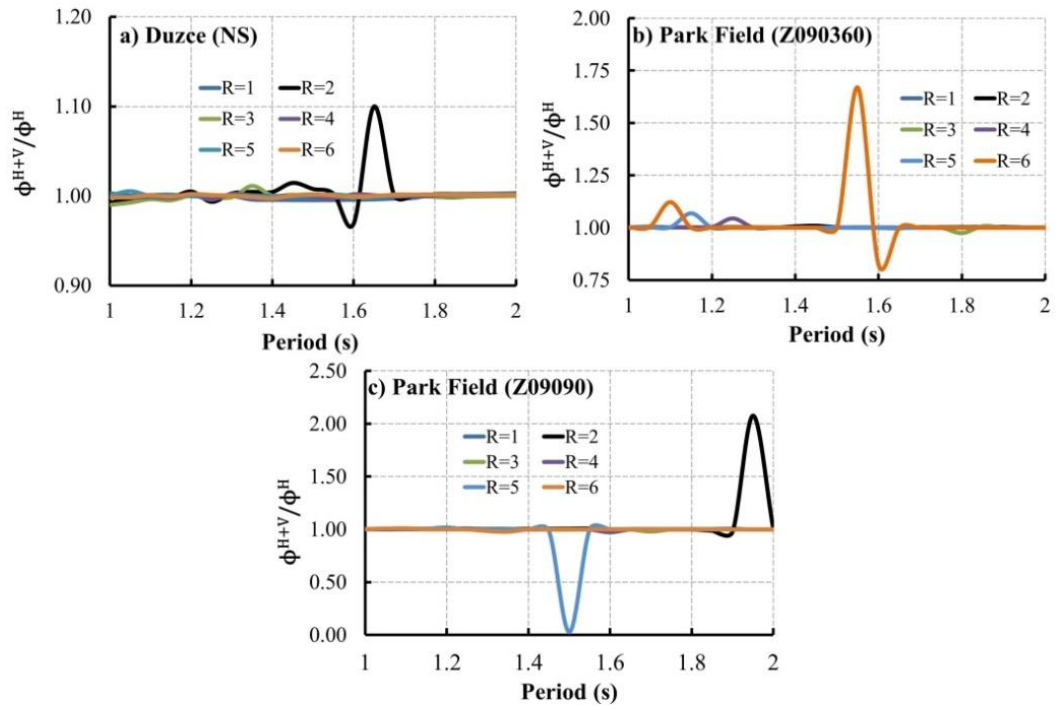 1.20
a) Duzce (NS)
R=1 R=2
R=3 R=4
R=5 R=6
1.10
1.00
0.90
ϕH+V/ϕH
1 1.2 1.4 1.6 1.8 2
Period (s)
2.00
b) Park Field (Z090360)
1.75
R=1 R=2
R=3 R=4
R=5 R=6
1.50
1.25
1.00
0.75
ϕH+V/ϕH
1 1.2 1.4 1.6 1.8 2
Period (s)
2.50
c) Park Field (Z09090)
2.00
R=1 R=2
R=3 R=4
R=5 R=6
1.50
1.00
0.50
0.00
ϕH+V/ϕH
1 1.2 1.4 1.6 1.8 2
Period (s)